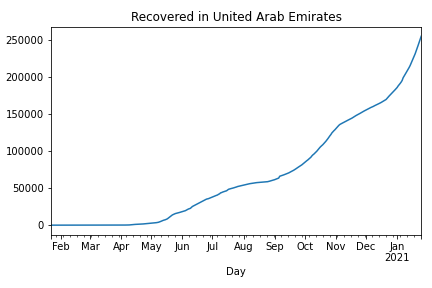 Recovered in United Arab Emirates
250000
200000
150000
100000
50000
0
Feb Mar Apr May Jun Jul Aug Sep Oct Nov Dec Jan
2021
Day